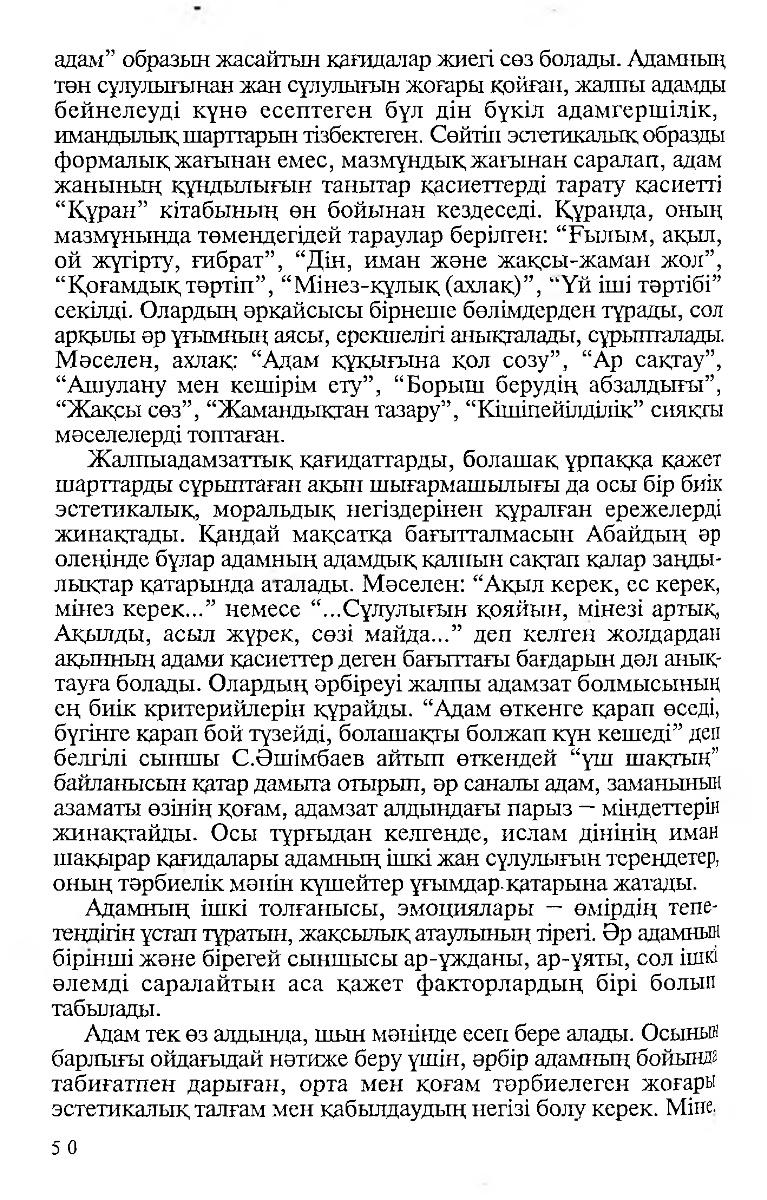 адам” образын жасайтын қағидалар жиегі сөз болады. Адамның
тән сұлулығынан жан сұлулығын жоғары қойған, жалпы адамды
бейнелеуді күнә есептеген бұл дін бүкіл адамгершілік,
имандылық шарттарын тізбектеген. Сөйтіп эстетикалық образды
формалық жағынан емес, мазмұндық жағынан саралап, адам
жанының құндылығын танытар қасиеттерді тарату қасиетті
“Құран” кітабының өн бойынан кездеседі. Құранда, оның
мазмұнында төмендегідей тараулар берілген: “Ғылым, ақыл,
ой жүгірту, ғибрат”, “Дін, иман және жақсы-жаман жол”,
“Қоғамдық тәртіп”, “Мінез-құлық (ахлақ)”, “Үй іші тәртібі”
секілді. Олардың әрқайсысы бірнеше бөлімдерден тұрады, сол
арқылы әр ұғымның аясы, ерекшелігі анықталады, сұрыпталады.
Мәселен, ахлақ: “Адам құқығына қол созу”, “Ар сақтау”,
“Ашулану мен кешірім ету”, “Борыш берудің абзалдығы”,
“Жақсы сөз”, “Жамандықтан тазару”, “Кішіпейілділік” сияқты
мәселелерді топтаған.
Жалпыадамзаттық қағидаттарды, болашақ ұрпаққа қажет
шарттарды сұрыптаған ақын шығармашылығы да осы бір биік
эстетикалық, моральдық негіздерінен құралған ережелерді
жинақтады. Қандай мақсатқа бағытталмасын Абайдың әр
олеңінде бұлар адамның адамдық қалпын сақтап қалар заңды-
лықтар қатарында аталады. Мәселен: “Ақыл керек, ес керек,
мінез керек...” немесе “...Сұлулығын қояйын, мінезі артық,
Ақылды, асыл жүрек, сөзі майда...” деп келген жолдардан
ақынның адами қасиеттер деген бағыттағы бағдарын дәл анық-
тауға болады. Олардың әрбіреуі жалпы адамзат болмысының
ең биік критерийлерін құрайды. “Адам өткенге қарап өседі,
бүгінге қарап бой түзейді, болашақты болжап күн кешеді” деп
белгілі сыншы С.Әшімбаев айтып өткендей “үш шақтың”
байланысын қатар дамыта отырып, әр саналы адам, заманының
азаматы өзінің қоғам, адамзат алдындағы парыз — міндеттерін
жинақтайды. Осы тұрғыдан келгенде, ислам дінінің иман
шақырар қағидалары адамның ішкі жан сұлулығын тереңдетер,
оның тәрбиелік мәнін күшейтер ұғымдар қатарына жатады.
Адамның ішкі толғанысы, эмоциялары — өмірдің тепе-
теңдігін ұстап тұратын, жақсылық атаулының тірегі. Әр адамның
бірінші және бірегей сыншысы ар-ұжданы, ар-ұяты, сол ішкі
әлемді саралайтын аса қажет факторлардың бірі болып
табылады.
Адам тек өз алдында, шын мәнінде есеп бере алады. Осының
барлығы ойдағыдай нәтиже беру үшін, әрбір адамның бойында
табиғатпен дарыған, орта мен қоғам тәрбиелеген жоғары
эстетикалық талғам мен қабылдаудың негізі болу керек. Міне,
50